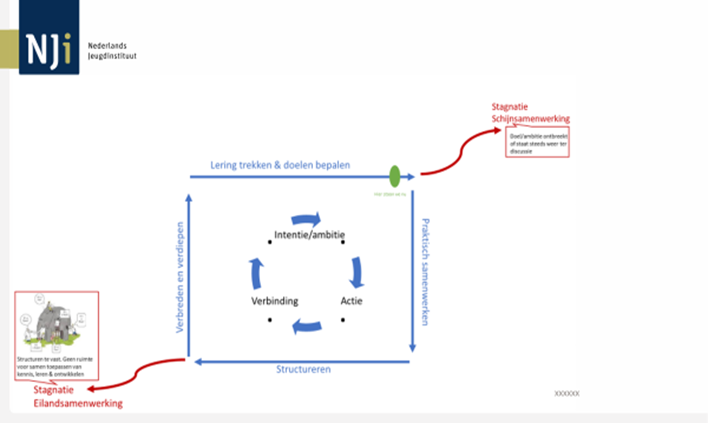 NJi
Nederlands
Jeugdinstituut
Stagnatie
Schijnsamenwerking
Doel/ambitie ontbreekt
of staat steeds weer ter
discussie
Lering trekken & doelen bepalen
Intentie/ambitie
Verbreden en verdiepen
Praktisch samenwerken
Verbinding
Actie
Structuren te vast. Geen ruimte
voor samen toepassen van
kennis, leren & ontwikkelen
Structureren
Stagnatie
Eilandsamenwerking
XXXXXX